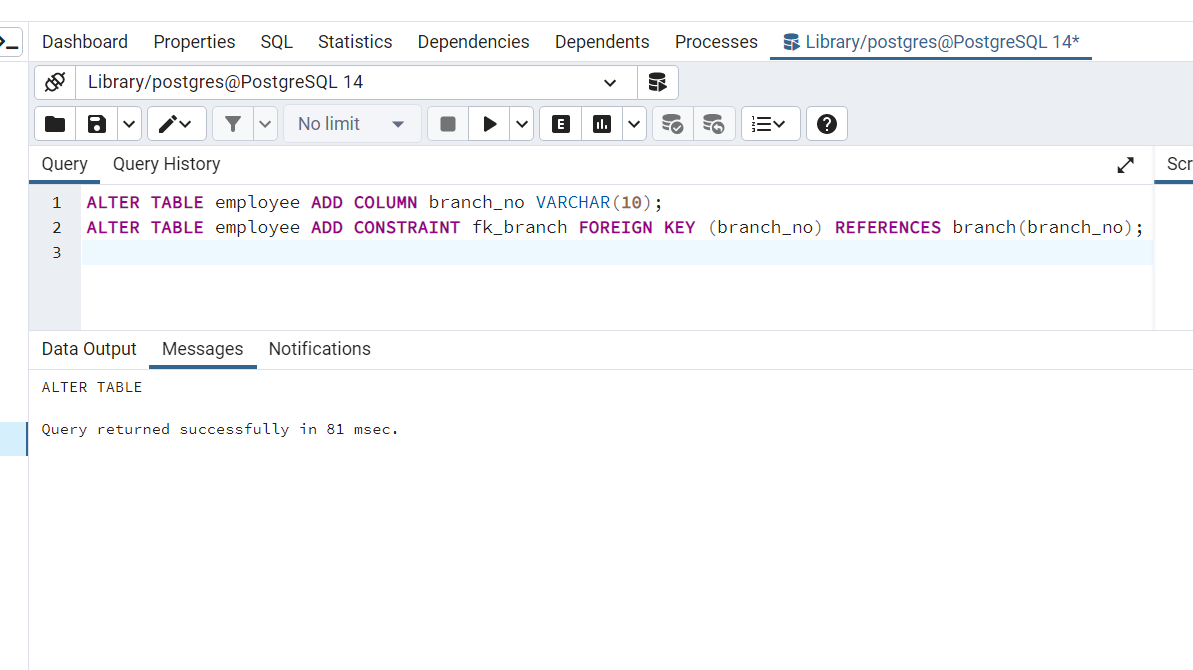 Dashboard Properties SQL Statistics Dependencies Dependents Processes Library/postgres@PostgreSQL 14*
Library/postgres@PostgreSQL 14
No limit E
Query Query History Scr
1 ALTER TABLE employee ADD COLUMN branch_no VARCHAR(10);
2 ALTER TABLE employee ADD CONSTRAINT fk_branch FOREIGN KEY (branch_no) REFERENCES branch(branch_no);
3
Data Output Messages Notifications
ALTER TABLE
Query returned successfully in 81 msec.